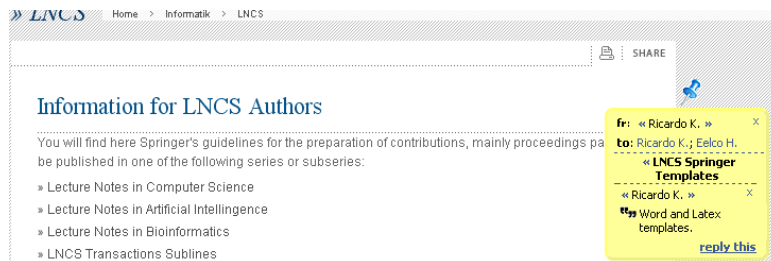 » LNCS Home > Informatik > LNCS
SHARE
Information for LNCS Authors
You will find here Springer's guidelines for the preparation of contributions, mainly proceedings pa
be published in one of the following series or subseries:
» Lecture Notes in Computer Science
» Lecture Notes in Artificial Intellingence
» Lecture Notes in Bioinformatics
» LNCS Transactions Sublines
fr: « Ricardo K. » x
to: Ricardo K.; Eelco H.
« LNCS Springer
Templates
« Ricardo K. » x
Word and Latex
templates.
reply this